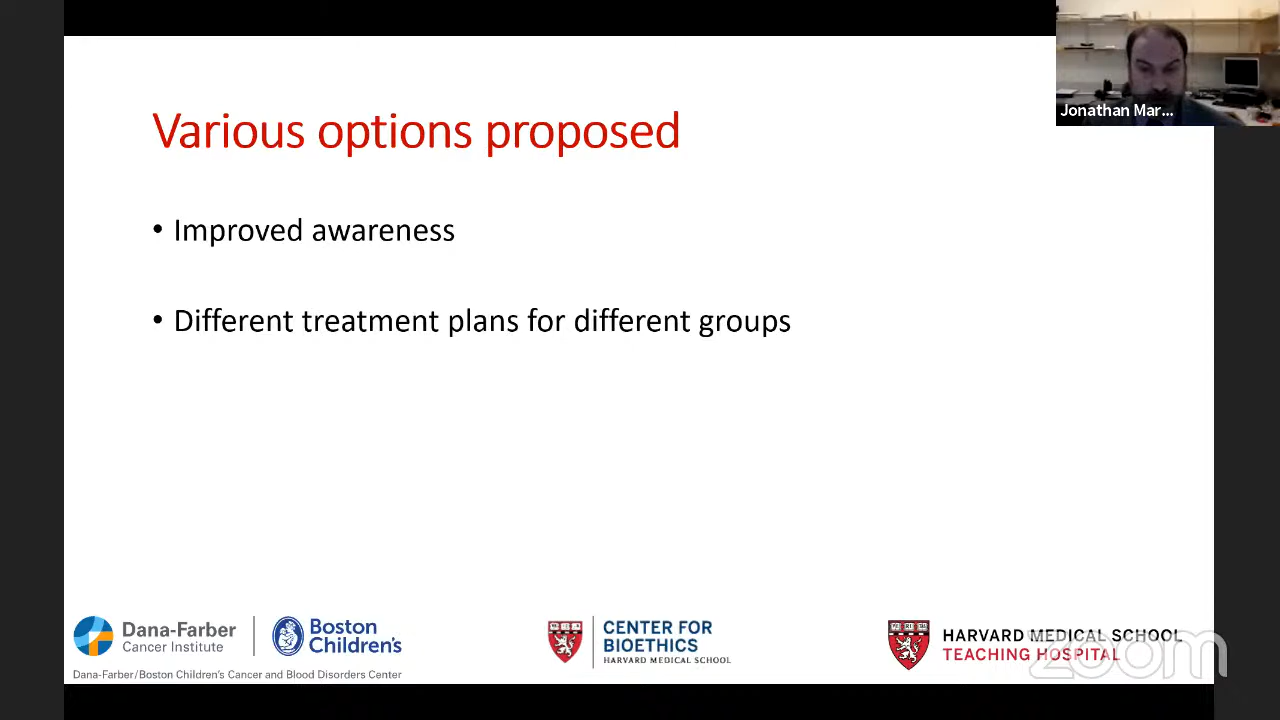 Jonathan Mar...
Various options proposed
• Improved awareness
• Different treatment plans for different groups
Dana-Farber
Cancer Institute
Boston
Children's
Dana-Farber/Boston Children's Cancer and Blood Disorders Center
CENTER FOR
BIOETHICS
HARVARD MEDICAL SCHOOL
HARVARD MEDICAL SCHOOL
TEACHING HOSPITAL
zoom